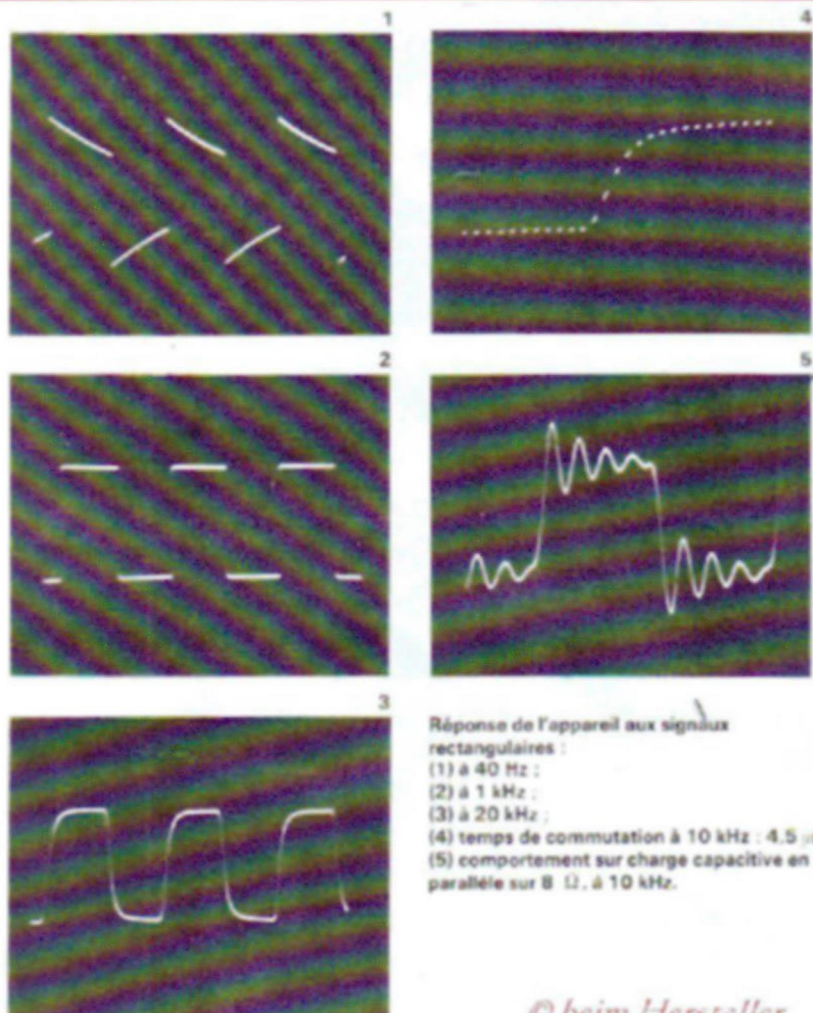 1
4
2
5
3
Réponse de l'appareil aux signaux
rectangulaires :
(1) à 40 Hz ;
(2) à 1 kHz ;
(3) à 20 kHz ;
(4) temps de commutation à 10 kHz : 4,5
(5) comportement sur charge capacitive en
parallèle sur 8 Ω, à 10 kHz.
© beim Hersteller